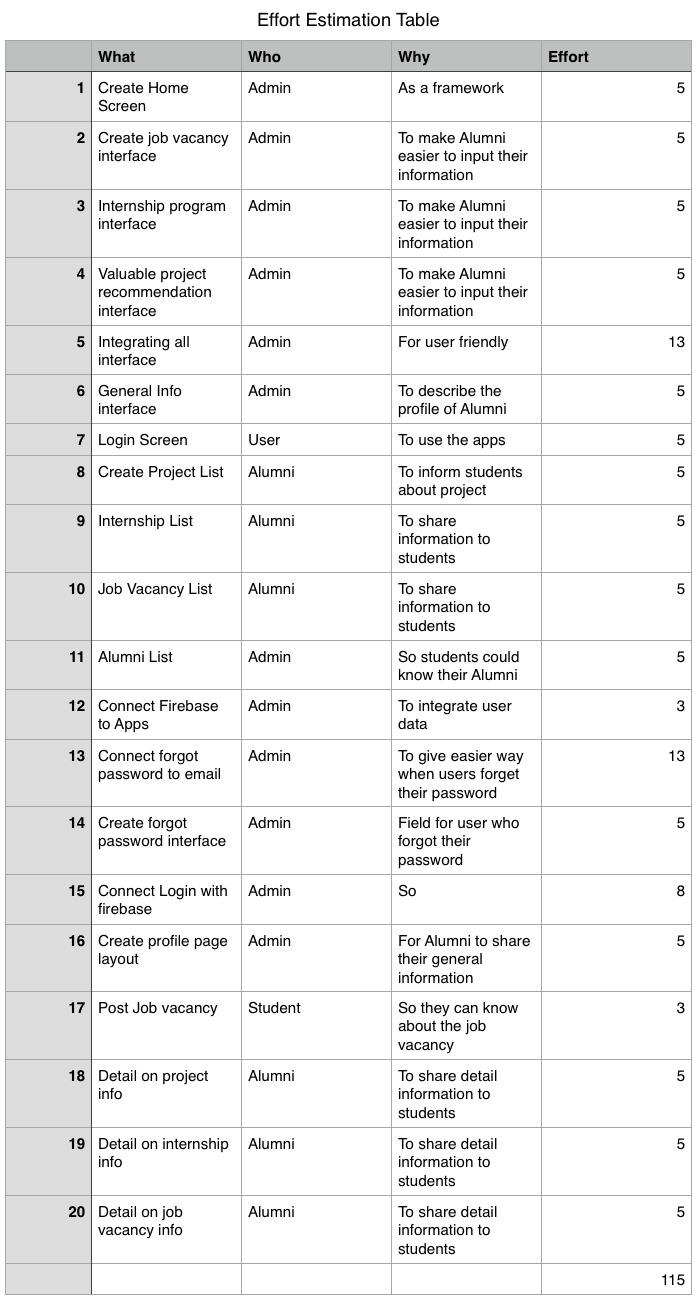 Effort Estimation Table
What Who Why Effort
1 Create Home Admin As a framework 5
Screen
2 Create job vacancy Admin To make Alumni 5
interface easier to input their
information
3 Internship program Admin To make Alumni 5
interface easier to input their
information
4 Valuable project Admin To make Alumni 5
recommendation easier to input their
interface information
5 Integrating all Admin For user friendly 13
interface
6 General Info Admin To describe the 5
interface profile of Alumni
7 Login Screen User To use the apps 5
8 Create Project List Alumni To inform students 5
about project
9 Internship List Alumni To share 5
information to
students
10 Job Vacancy List Alumni To share 5
information to
students
11 Alumni List Admin So students could 5
know their Alumni
12 Connect Firebase Admin To integrate user 3
to Apps data
13 Connect forgot Admin To give easier way 13
password to email when users forget
their password
14 Create forgot Admin Field for user who 5
password interface forgot their
password
15 Connect Login with Admin So 8
firebase
16 Create profile page Admin For Alumni to share 5
layout their general
information
17 Post Job vacancy Student So they can know 3
about the job
vacancy
18 Detail on project Alumni To share detail 5
info information to
students
19 Detail on internship Alumni To share detail 5
info information to
students
20 Detail on job Alumni To share detail 5
vacancy info information to
students
115